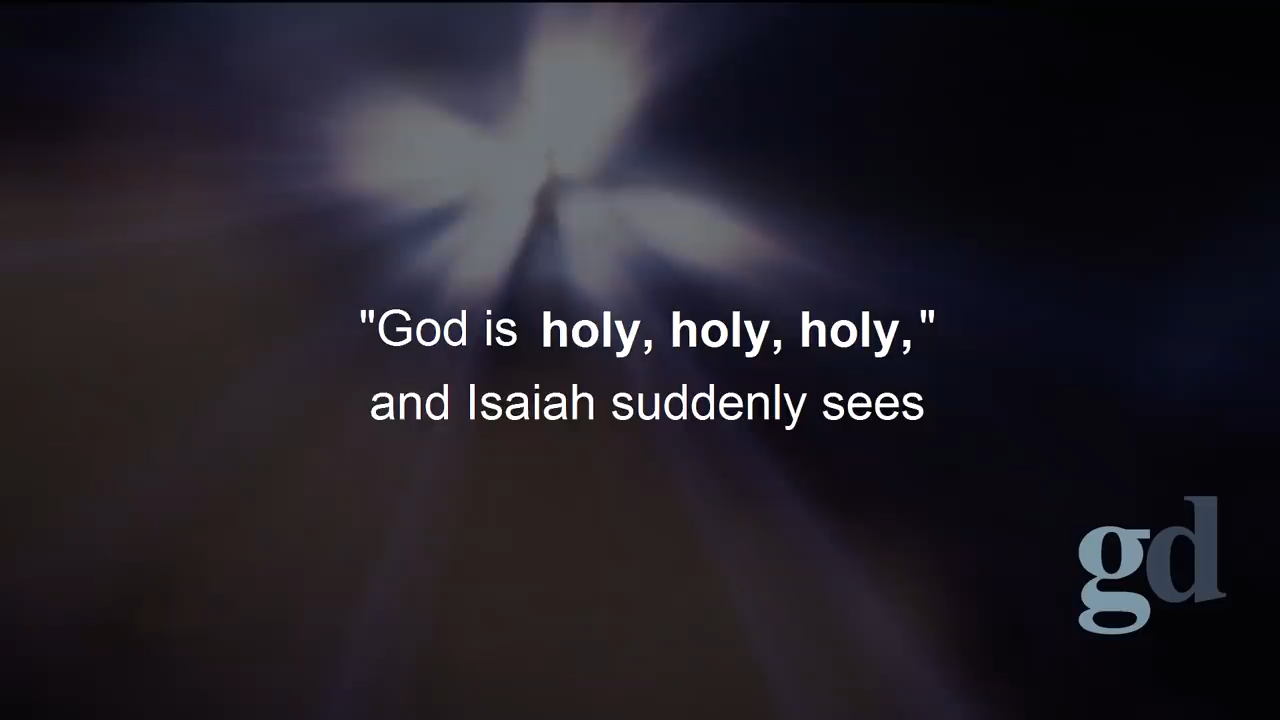 "God is holy, holy, holy,"
and Isaiah suddenly sees
gd